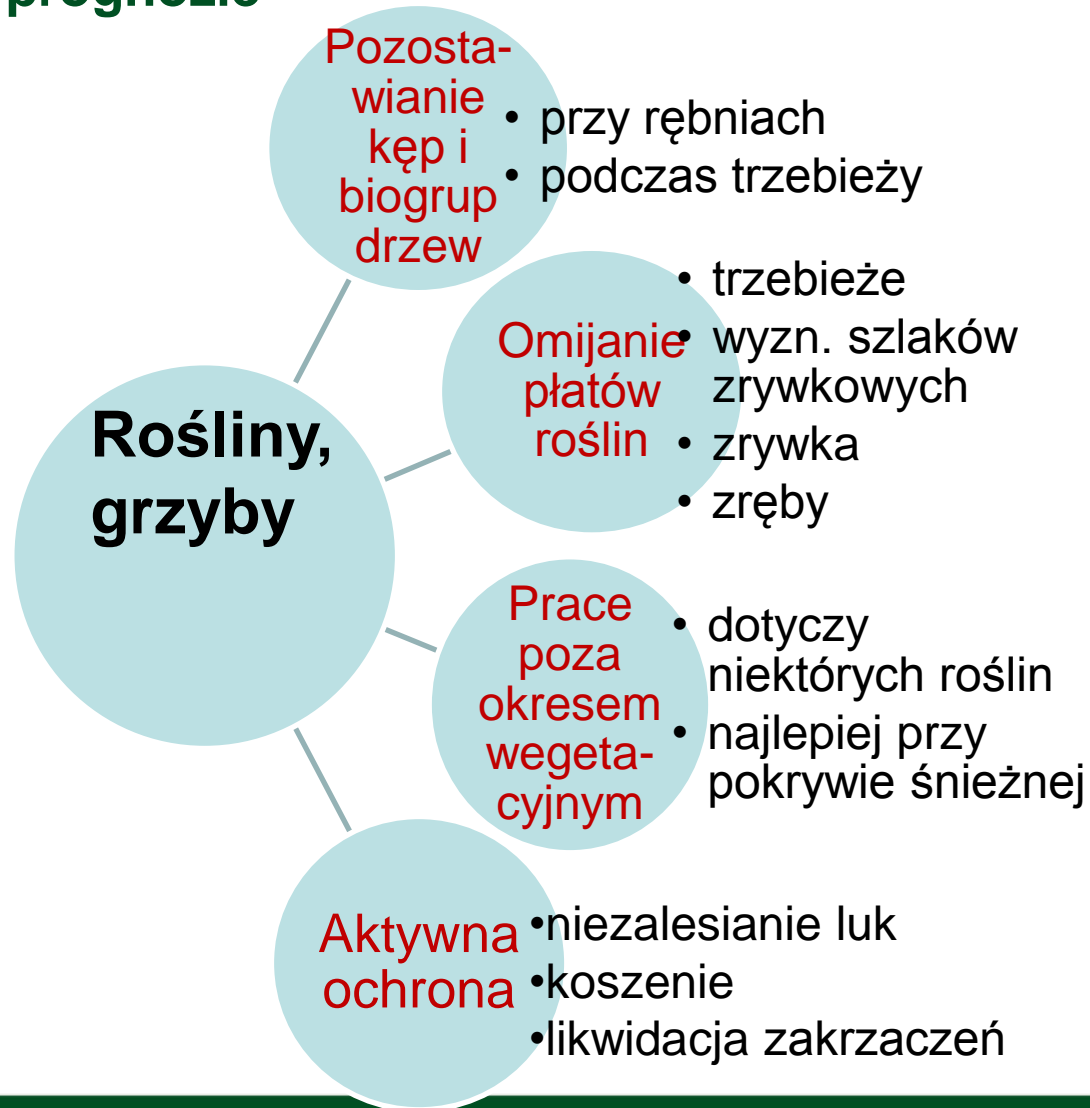 prognozie
Pozosta-
wianie
kęp i
biogrup
drzew
• przy rębniach
• podczas trzebieży
Omijanie
płatów
roślin
• trzebieże
• wyzn. szlaków
zrywkowych
• zrywka
• zręby
Rośliny,
grzyby
Prace
poza
okresem
wegeta-
cyjnym
• dotyczy
niektórych roślin
• najlepiej przy
pokrywie śnieżnej
Aktywna
ochrona
•niezalesianie luk
•koszenie
•likwidacja zakrzaczeń